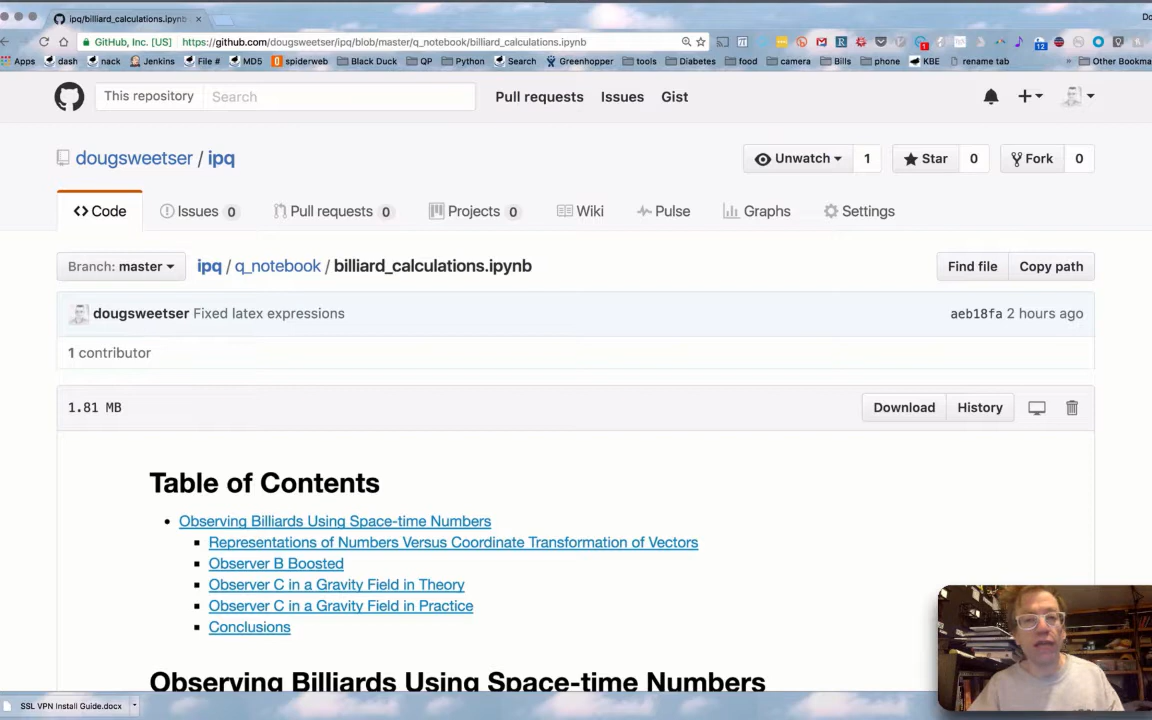 ipq/billiard_calculations.ipynb ×
Do
GitHub, Inc. [US] https://github.com/dougsweetser/ipq/blob/master/q_notebook/billiard_calculations.ipynb
Apps dash nack Jenkins File # MD5 spiderweb Black Duck QP Python Search Greenhopper tools Diabetes food camera Bills phone KBE rename tab » Other Bookma
This repository Search Pull requests Issues Gist
dougsweetser / ipq Unwatch 1 Star 0 Fork 0
Code Issues 0 Pull requests 0 Projects 0 Wiki Pulse Graphs Settings
Branch: master ipq / q_notebook / billiard_calculations.ipynb Find file Copy path
dougsweetser Fixed latex expressions aeb18fa 2 hours ago
1 contributor
1.81 MB Download History
Table of Contents
Observing Billiards Using Space-time Numbers
Representations of Numbers Versus Coordinate Transformation of Vectors
Observer B Boosted
Observer C in a Gravity Field in Theory
Observer C in a Gravity Field in Practice
Conclusions
Observing Billiards Using Space-time Numbers
SSL VPN Install Guide.docx